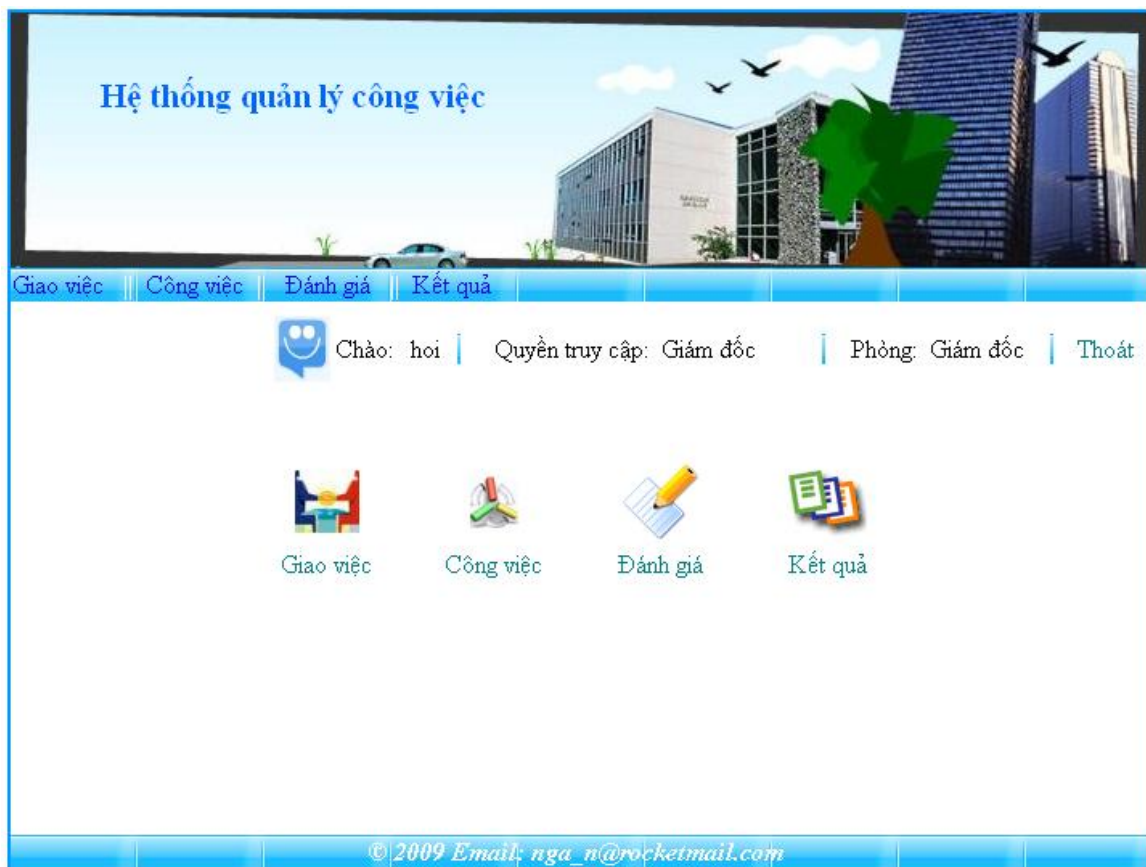 Hệ thống quản lý công việc
Giao việc Công việc Đánh giá Kết quả
Chào: hoi Quyền truy cập: Giám đốc Phòng: Giám đốc Thoát
Giao việc Công việc Đánh giá Kết quả
© 2009 Email: nga_n@rocketmail.com